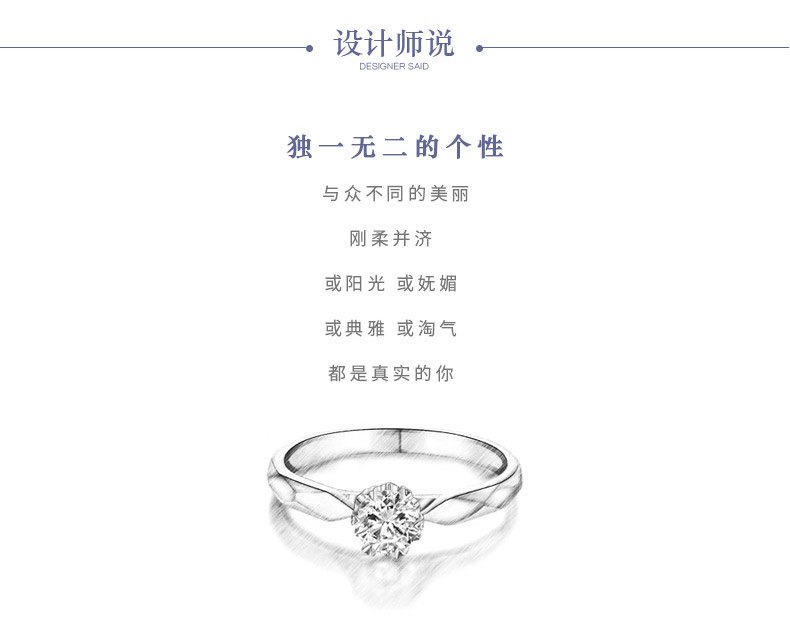 设计师说
DESIGNER SAID
独一无二的个性
与众不同的美丽
刚柔并济
或阳光 或妩媚
或典雅 或淘气
都是真实的你